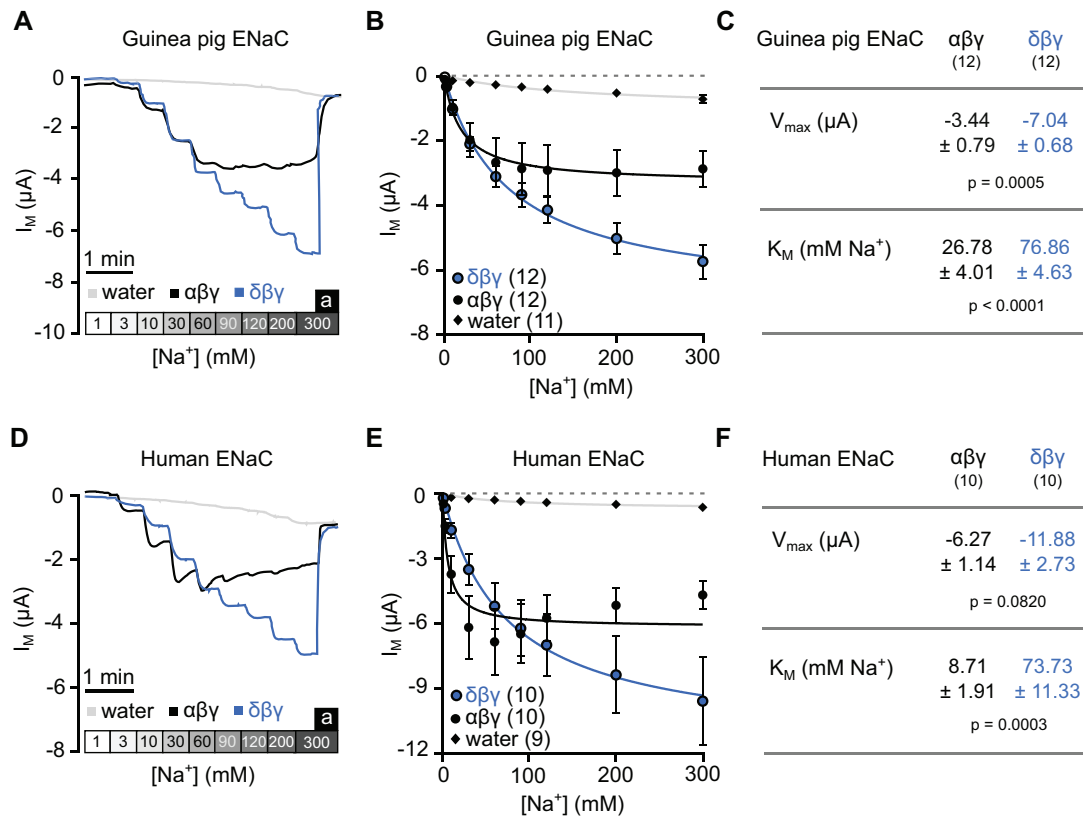 A
Guinea pig ENaC
0
-2
-4
-6
-8
-10
I_M (µA)
1 min
water αβγ δβγ
a
1 3 10 30 60 90 120 200 300
[Na⁺] (mM)
B
Guinea pig ENaC
0
-2
-4
-6
-8
I_M (µA)
δβγ (12)
αβγ (12)
water (11)
0 100 200 300
[Na⁺] (mM)
C
Guinea pig ENaC αβγ δβγ
(12) (12)
V_max (µA) -3.44 -7.04
± 0.79 ± 0.68
p = 0.0005
K_M (mM Na⁺) 26.78 76.86
± 4.01 ± 4.63
p < 0.0001
D
Human ENaC
0
-2
-4
-6
-8
I_M (µA)
1 min
water αβγ δβγ
a
1 3 10 30 60 90 120 200 300
[Na⁺] (mM)
E
Human ENaC
0
-3
-6
-9
-12
I_M (µA)
δβγ (10)
αβγ (10)
water (9)
0 100 200 300
[Na⁺] (mM)
F
Human ENaC αβγ δβγ
(10) (10)
V_max (µA) -6.27 -11.88
± 1.14 ± 2.73
p = 0.0820
K_M (mM Na⁺) 8.71 73.73
± 1.91 ± 11.33
p = 0.0003